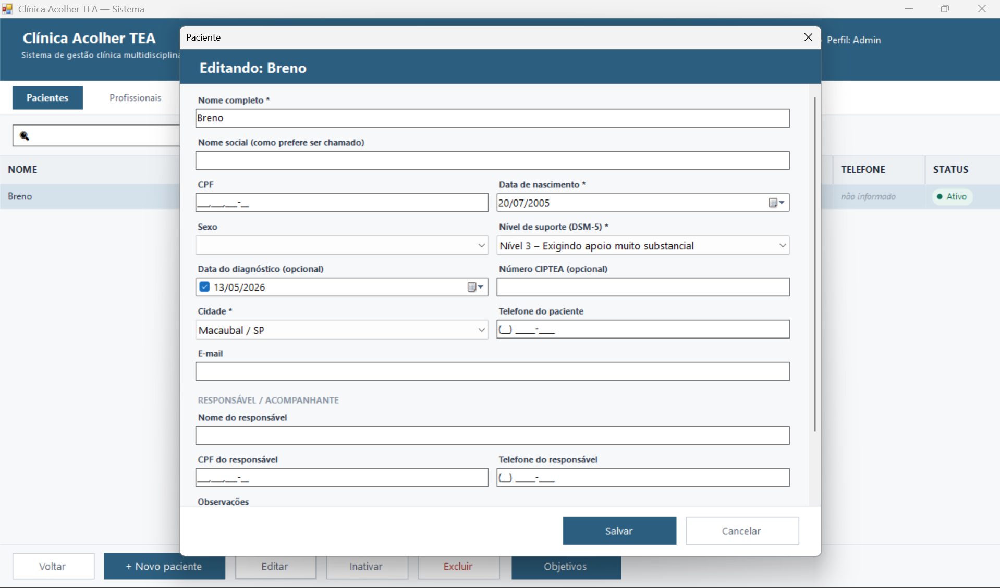 Clínica Acolher TEA — Sistema
Clínica Acolher TEA
Sistema de gestão clínica multidisciplina
Perfil: Admin
Pacientes
Profissionais
NOME
TELEFONE
STATUS
Breno
não informado
Ativo
Paciente
Editando: Breno
Nome completo *
Breno
Nome social (como prefere ser chamado)
CPF
Data de nascimento *
___.___.___-__
20/07/2005
Sexo
Nível de suporte (DSM-5) *
Nível 3 – Exigindo apoio muito substancial
Data do diagnóstico (opcional)
Número CIPTEA (opcional)
13/05/2026
Cidade *
Telefone do paciente
Macaubal / SP
(__) _____-____
E-mail
RESPONSÁVEL / ACOMPANHANTE
Nome do responsável
CPF do responsável
Telefone do responsável
___.___.___-__
(__) _____-____
Observações
Salvar
Cancelar
Voltar
+ Novo paciente
Editar
Inativar
Excluir
Objetivos